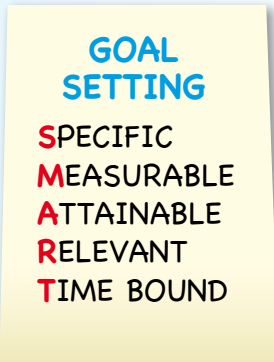 GOAL
SETTING
SPECIFIC
MEASURABLE
ATTAINABLE
RELEVANT
TIME BOUND